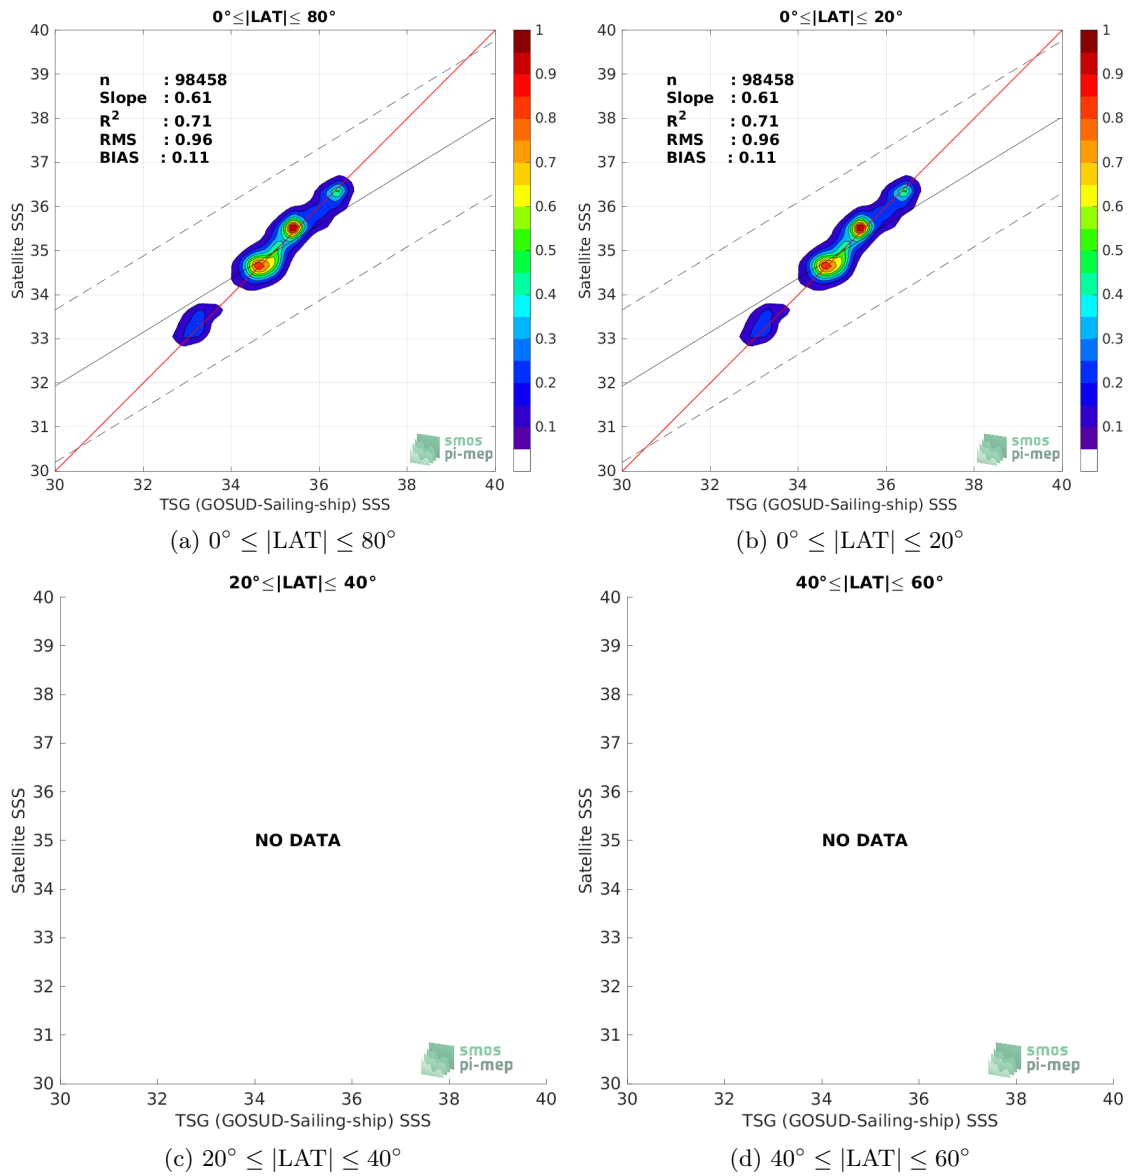 0°≤|LAT|≤ 80°
40
39
38
37
36
35
34
33
32
31
30
n : 98458
Slope : 0.61
R² : 0.71
RMS : 0.96
BIAS : 0.11
Satellite SSS
30 32 34 36 38 40
TSG (GOSUD-Sailing-ship) SSS
1
0.9
0.8
0.7
0.6
0.5
0.4
0.3
0.2
0.1
smos
pi-mep
(a) 0° ≤ |LAT| ≤ 80°
0°≤|LAT|≤ 20°
40
39
38
37
36
35
34
33
32
31
30
n : 98458
Slope : 0.61
R² : 0.71
RMS : 0.96
BIAS : 0.11
Satellite SSS
30 32 34 36 38 40
TSG (GOSUD-Sailing-ship) SSS
1
0.9
0.8
0.7
0.6
0.5
0.4
0.3
0.2
0.1
smos
pi-mep
(b) 0° ≤ |LAT| ≤ 20°
20°≤|LAT|≤ 40°
40
39
38
37
36
35
34
33
32
31
30
Satellite SSS
NO DATA
smos
pi-mep
30 32 34 36 38 40
TSG (GOSUD-Sailing-ship) SSS
(c) 20° ≤ |LAT| ≤ 40°
40°≤|LAT|≤ 60°
40
39
38
37
36
35
34
33
32
31
30
Satellite SSS
NO DATA
smos
pi-mep
30 32 34 36 38 40
TSG (GOSUD-Sailing-ship) SSS
(d) 40° ≤ |LAT| ≤ 60°